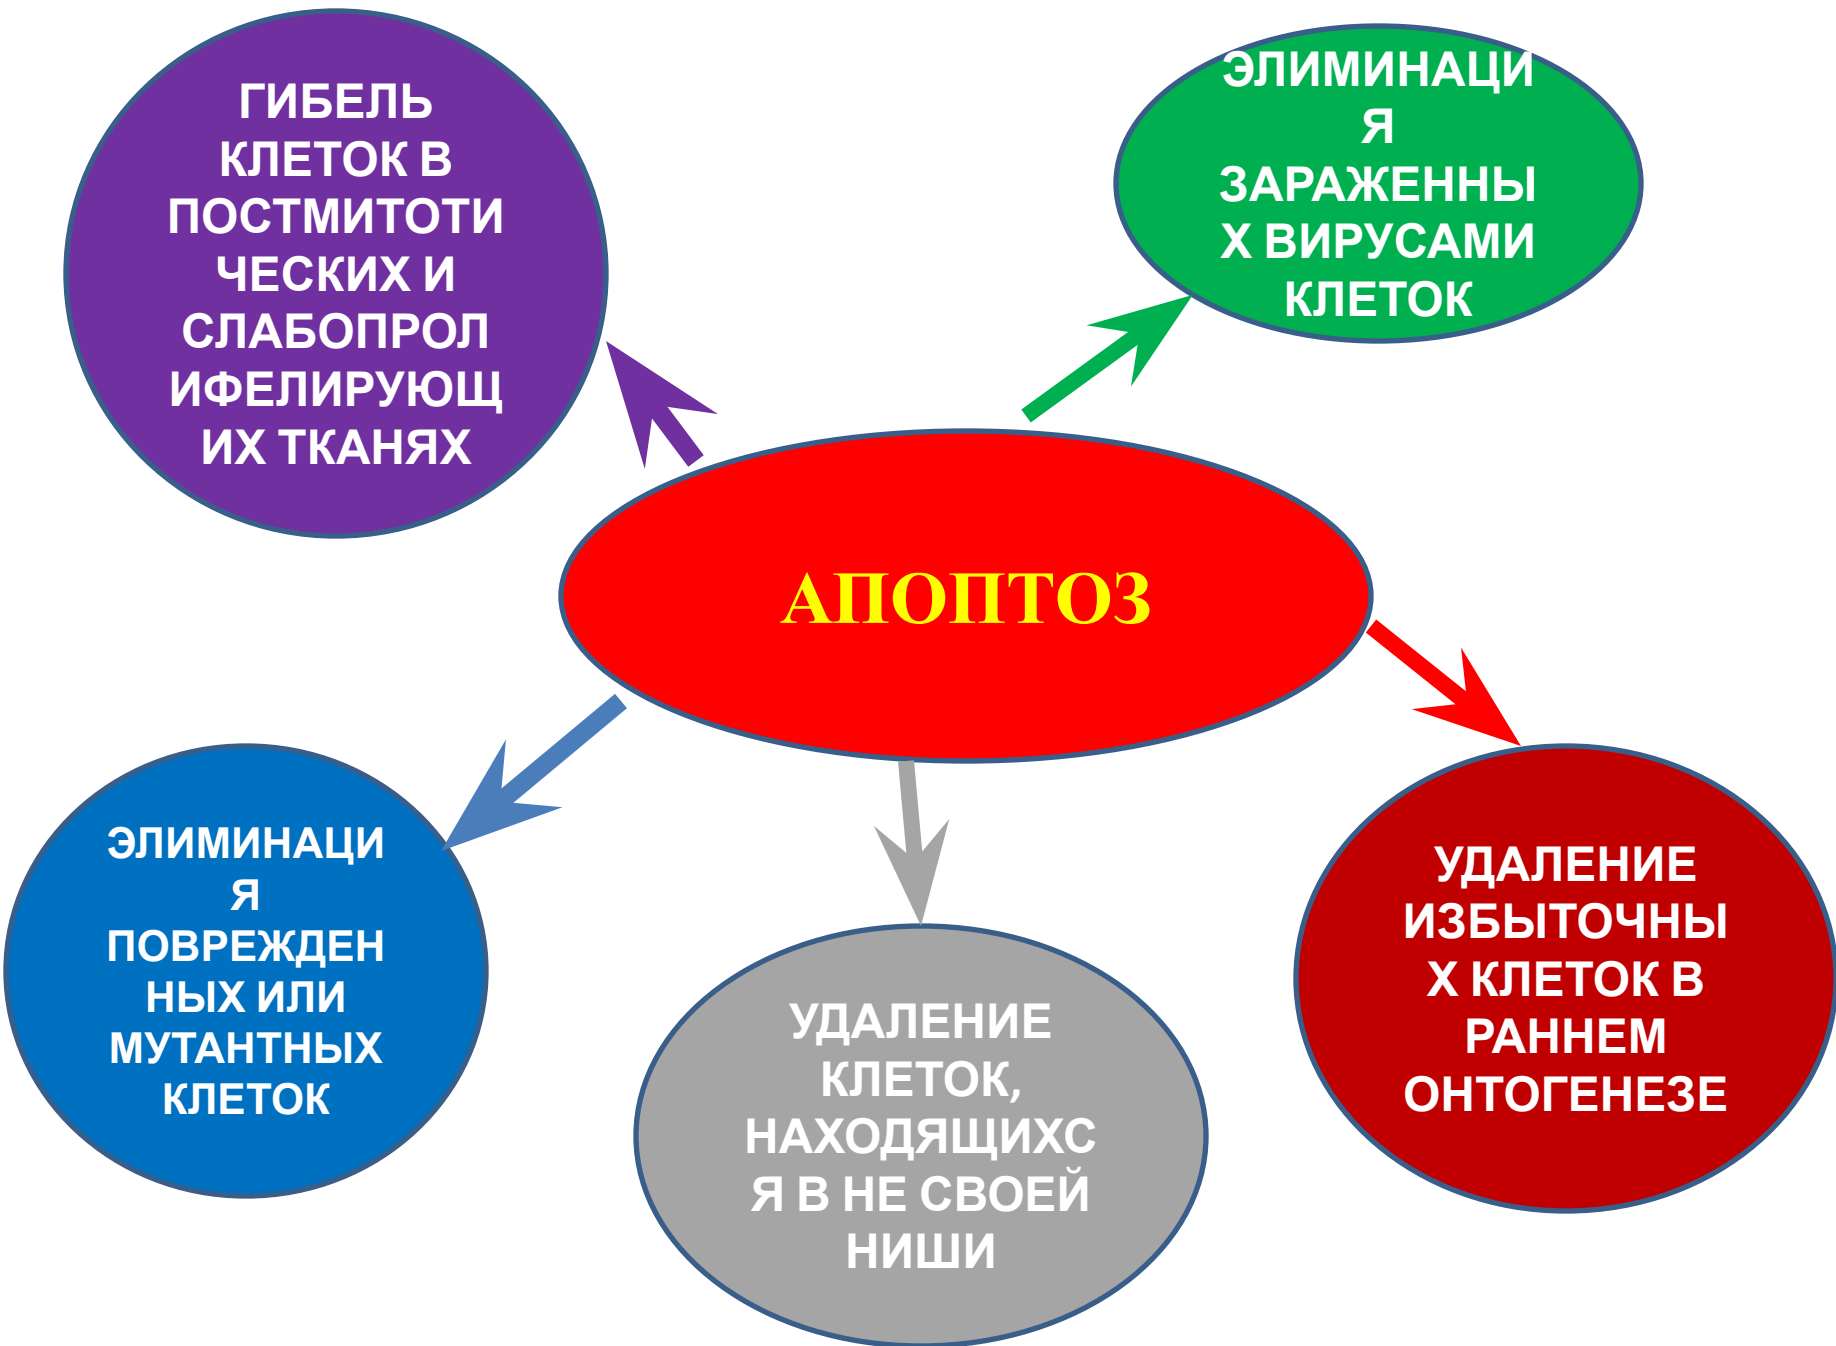 ГИБЕЛЬ
КЛЕТОК В
ПОСТМИТОТИ
ЧЕСКИХ И
СЛАБОПРОЛ
ИФЕЛИРУЮЩ
ИХ ТКАНЯХ
ЭЛИМИНАЦИ
Я
ЗАРАЖЕННЫ
Х ВИРУСАМИ
КЛЕТОК
АПОПТОЗ
ЭЛИМИНАЦИ
Я
ПОВРЕЖДЕН
НЫХ ИЛИ
МУТАНТНЫХ
КЛЕТОК
УДАЛЕНИЕ
КЛЕТОК,
НАХОДЯЩИХС
Я В НЕ СВОЕЙ
НИШИ
УДАЛЕНИЕ
ИЗБЫТОЧНЫ
Х КЛЕТОК В
РАННЕМ
ОНТОГЕНЕЗЕ